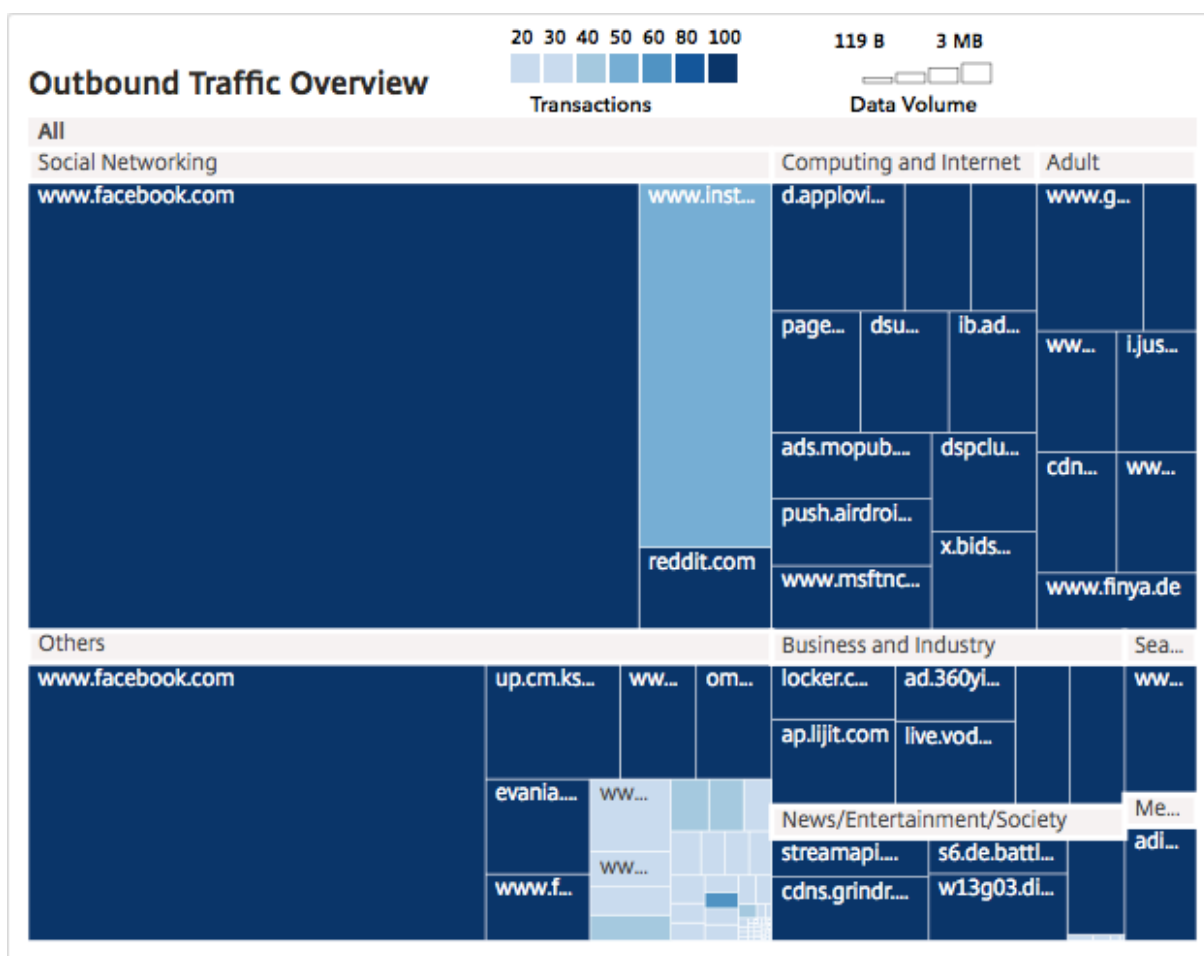 20 30 40 50 60 80 100
119 B 3 MB
Outbound Traffic Overview
Transactions
Data Volume
All
Social Networking
Computing and Internet
Adult
www.facebook.com
www.inst...
d.applovi...
www.g...
page...
dsu...
ib.ad...
ww...
i.jus...
ads.mopub....
dspclu...
cdn...
ww...
push.airdroi...
x.bids...
reddit.com
www.msftnc...
www.finya.de
Others
Business and Industry
Sea...
www.facebook.com
up.cm.ks...
ww...
om...
locker.c...
ad.360yi...
ww...
ap.lijit.com
live.vod...
evania....
ww...
News/Entertainment/Society
Me...
ww...
streamapi....
s6.de.battl...
adi...
www.f...
cdns.grindr....
w13g03.di...